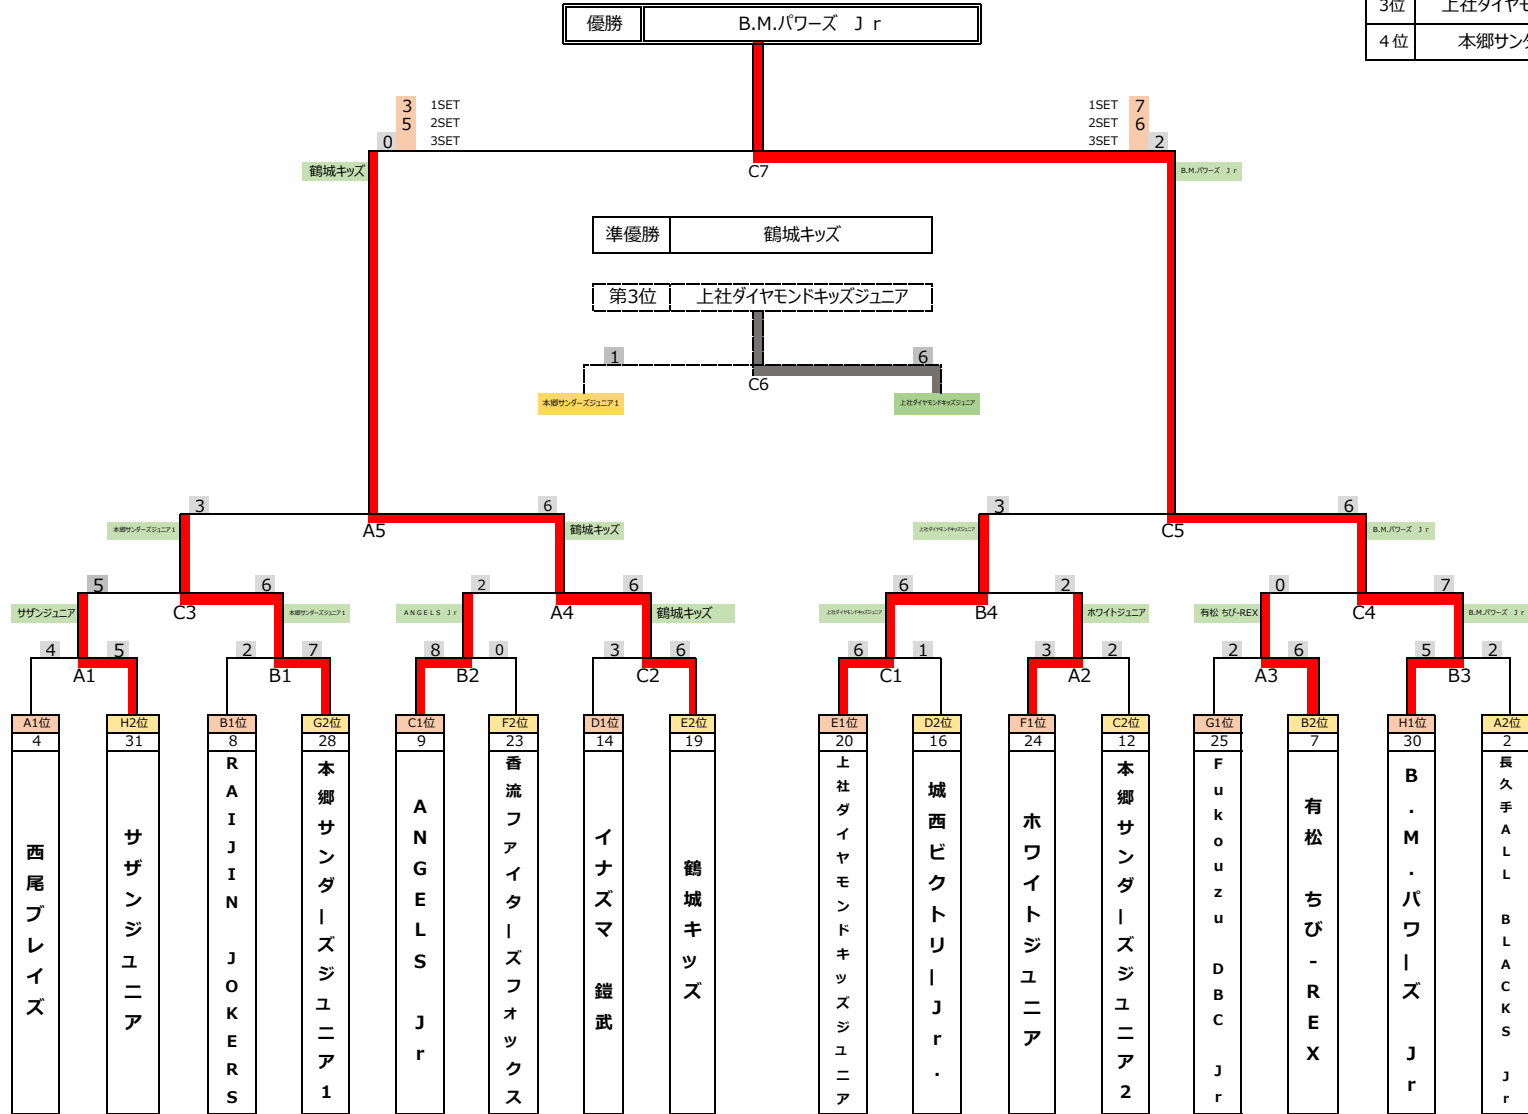 優勝 B.M.パワーズ Ｊｒ
3位
４位
3 1SET 1SET 7
5 2SET 2SET 6
0 3SET 3SET 2
鶴城キッズ C7 B.M.パワーズ Ｊｒ
準優勝 鶴城キッズ
第3位 上社ダイヤモンドキッズジュニア
1 6
C6
本郷サンダーズジュニア１ 上社ダイヤモンドキッズジュニア
3 6 3 6
本郷サンダーズジュニア１ A5 鶴城キッズ 上社ダイヤモンドキッズジュニア C5 B.M.パワーズ Ｊｒ
5 6 2 6 6 2 0 7
サザンジュニア C3 本郷サンダーズジュニア１ ＡＮＧＥＬＳ Ｊｒ A4 鶴城キッズ 上社ダイヤモンドキッズジュニア B4 ホワイトジュニア 有松 ちび-REX C4 B.M.パワーズ Ｊｒ
4 5 2 7 8 0 3 6 6 1 3 2 2 6 5 2
A1 B1 B2 C2 C1 A2 A3 B3
A1位 H2位 B1位 G2位 C1位 F2位 D1位 E2位 E1位 D2位 F1位 C2位 G1位 B2位 H1位 A2位
4 31 8 28 9 23 14 19 20 16 24 12 25 7 30 2
西尾ブレイズ
サザンジュニア
ＲＡＩＪＩＮ ＪＯＫＥＲＳ
本郷サンダーズジュニア１
ＡＮＧＥＬＳ Ｊｒ
香流ファイターズフォックス
イナズマ 鎧武
鶴城キッズ
上社ダイヤモンドキッズジュニア
城西ビクトリーＪｒ．
ホワイトジュニア
本郷サンダーズジュニア２
Ｆｕｋｏｕｚｕ ＤＢＣ Ｊｒ
有松 ちび-REX
B.M.パワーズ Ｊｒ
長久手ＡＬＬ ＢＬＡＣＫＳ Ｊｒ